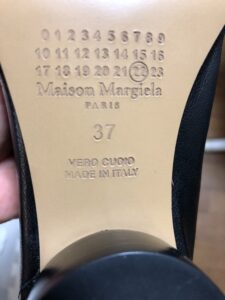 0 1 2 3 4 5 6 7 8 9
10 11 12 13 14 15 16
17 18 19 20 21 22 23
Maison Margiela
PARIS
37
VERO CUOIO
MADE IN ITALY